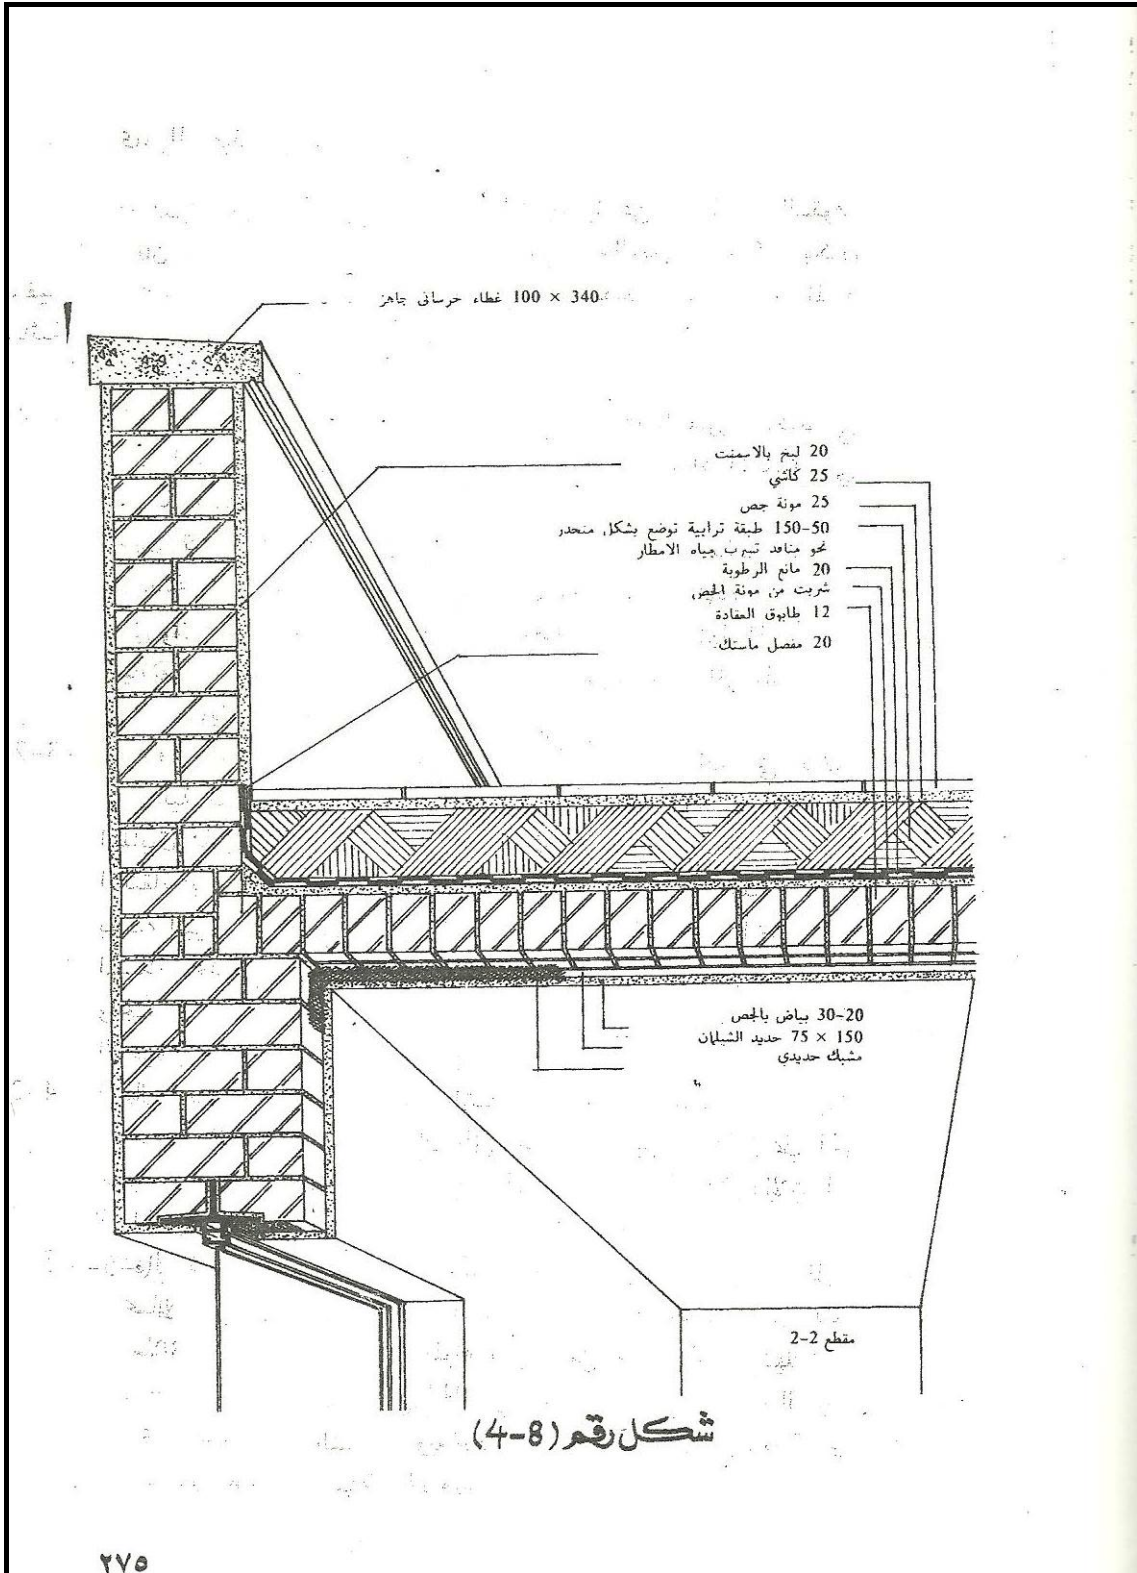 340 × 100 غطاء خرساني جاهز
20 لبخ بالاسمنت
25 كاشي
25 مونة جص
50-150 طبقة ترابية توضع بشكل منحدر
نحو منافذ تسرب مياه الامطار
20 مانع الرطوبة
شربت من مونة الجص
12 طابوق العقادة
20 مفصل ماستك
20-30 بياض بالجص
150 × 75 حديد الشيلمان
مشبك حديدي
مقطع 2-2
شكل رقم (8-4)
٢٧٥